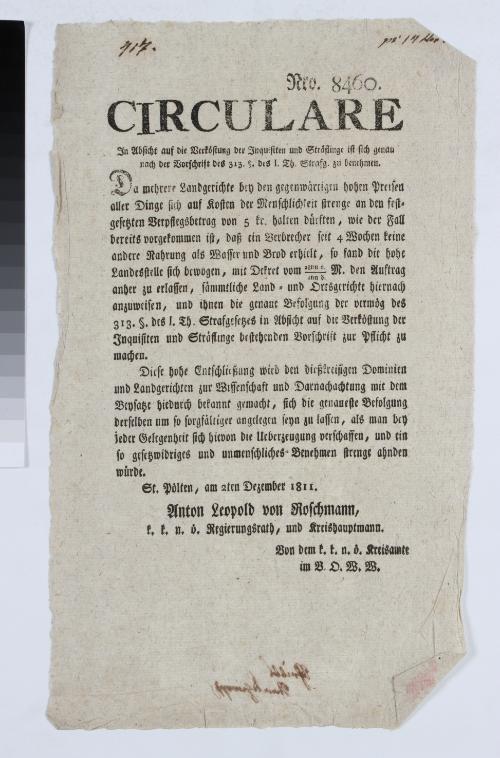 917.
Nro. 8460.
CIRCULARE
In Absicht auf die Verköstung der Inquisiten und Sträflinge ist sich genau
nach der Vorschrift des 313. §. des I. Th. Strafg. zu benehmen.
Da mehrere Landgerichte bey den gegenwärtigen hohen Preisen
aller Dinge sich auf Kosten der Menschlichkeit strenge an den fest-
gesetzten Verpflegsbetrag von 5 kr. halten dürften, wie der Fall
bereits vorgekommen ist, daß ein Verbrecher seit 4 Wochen keine
andere Nahrung als Wasser und Brod erhielt, so fand die hohe
Landesstelle sich bewogen, mit Dekret vom M. den Auftrag
anher zu erlassen, sämmtliche Land- und Ortsgerichte hiernach
anzuweisen, und ihnen die genaue Befolgung der vermög des
313. §. des I. Th. Strafgesetzes in Absicht auf die Verköstung der
Inquisiten und Sträflinge bestehenden Vorschrift zur Pflicht zu
machen.
Diese hohe Entschließung wird den dießkreisigen Dominien
und Landgerichten zur Wissenschaft und Darnachachtung mit dem
Beysatze hiedurch bekannt gemacht, sich die genaueste Befolgung
derselben um so sorgfältiger angelegen seyn zu lassen, als man bey
jeder Gelegenheit sich hievon die Ueberzeugung verschaffen, und ein
so gesetzwidriges und unmenschliches Benehmen strenge ahnden
würde.
St. Pölten, am 2ten Dezember 1811.
Anton Leopold von Roschmann,
k. k. n. ö. Regierungsrath, und Kreishauptmann.
Von dem k. k. n. ö. Kreisamte
im V. O. W. W.